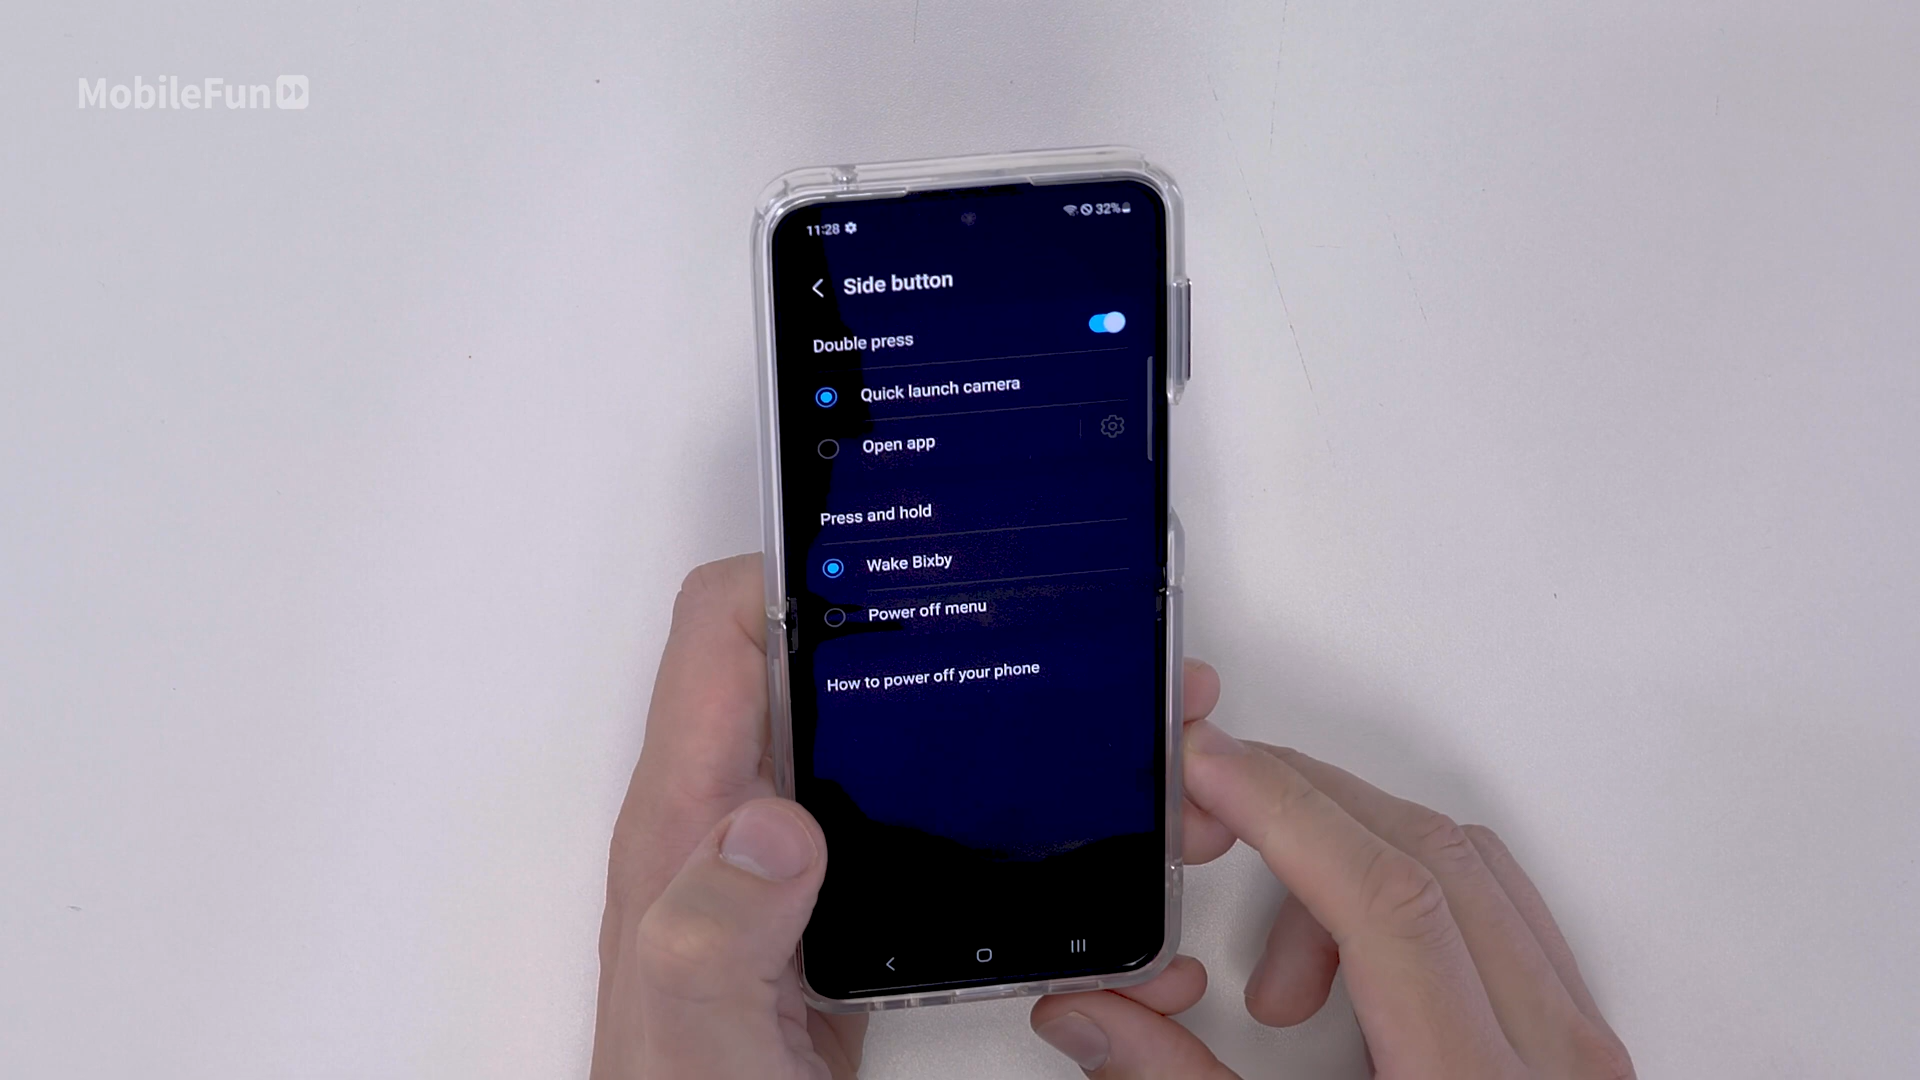 MobileFun
11:28
32%
Side button
Double press
Quick launch camera
Open app
Press and hold
Wake Bixby
Power off menu
How to power off your phone